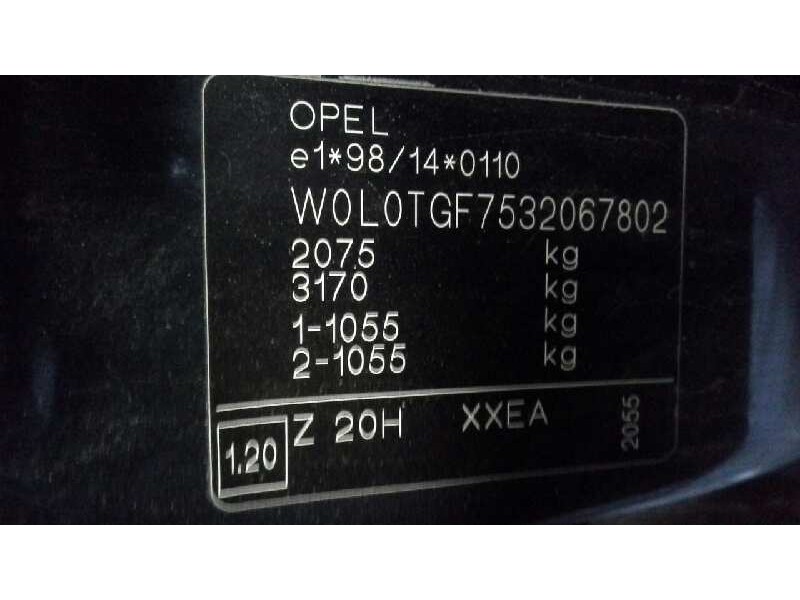 OPEL
e1*98/14*0110
W0L0TGF7532067802
2075 kg
3170 kg
1-1055 kg
2-1055 kg
1.20 Z 20H XXEA 2055